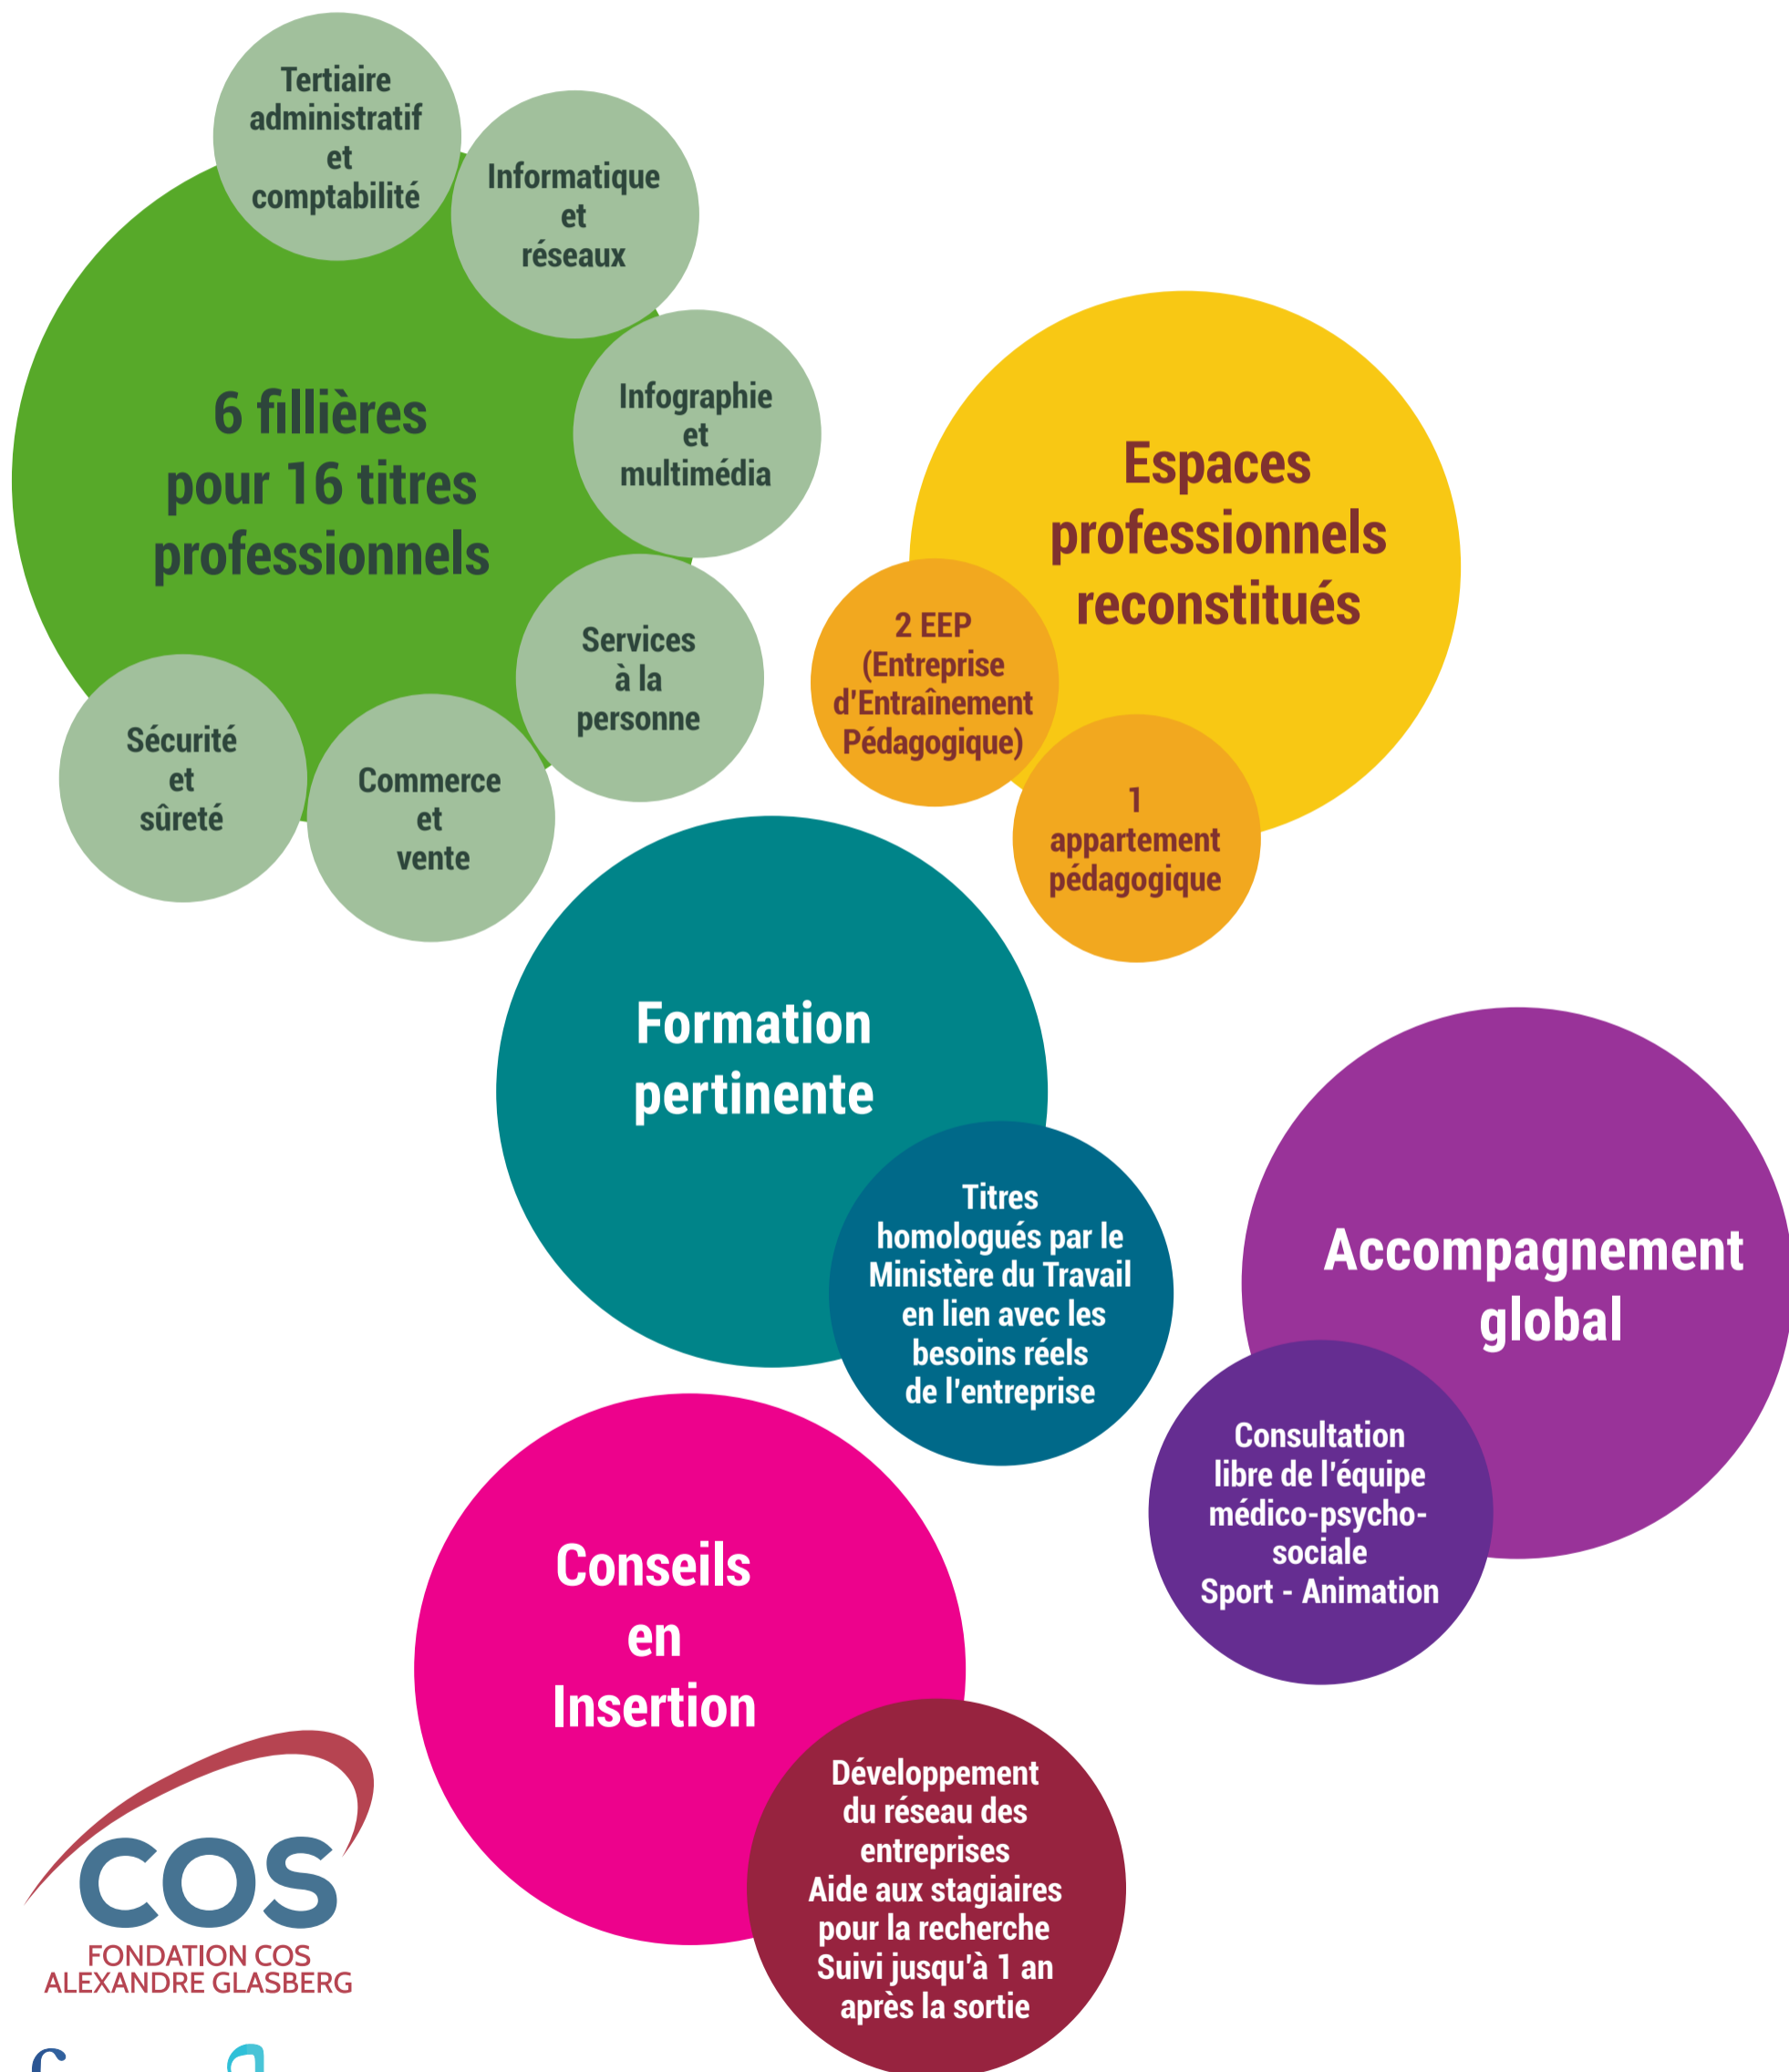 Tertiaire
administratif
et
comptabilité
Informatique
et
réseaux
Infographie
et
multimédia
6 fillières
pour 16 titres
professionnels
Services
à la
personne
Sécurité
et
sûreté
Commerce
et
vente
Espaces
professionnels
reconstitués
2 EEP
(Entreprise
d'Entraînement
Pédagogique)
1
appartement
pédagogique
Formation
pertinente
Titres
homologués par le
Ministère du Travail
en lien avec les
besoins réels
de l'entreprise
Accompagnement
global
Consultation
libre de l'équipe
médico-psycho-
sociale
Sport - Animation
Conseils
en
Insertion
Développement
du réseau des
entreprises
Aide aux stagiaires
pour la recherche
Suivi jusqu'à 1 an
après la sortie
COS
FONDATION COS
ALEXANDRE GLASBERG